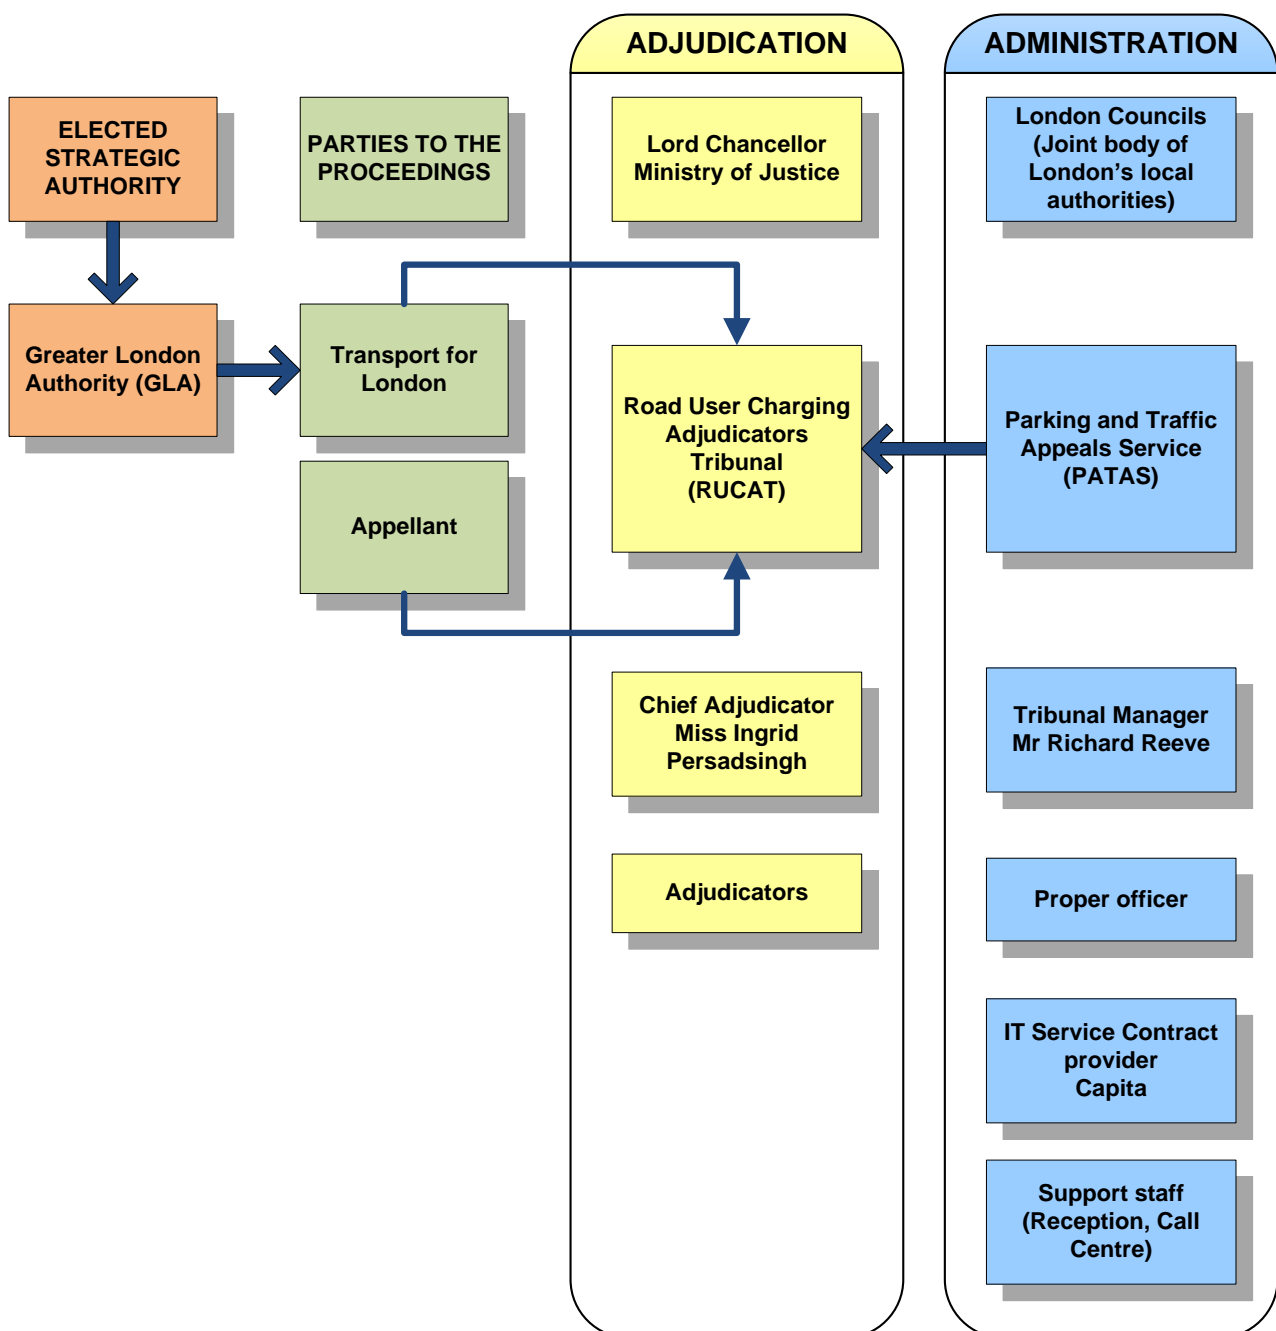 ADJUDICATION
ADMINISTRATION
ELECTED
STRATEGIC
AUTHORITY
PARTIES TO THE
PROCEEDINGS
Lord Chancellor
Ministry of Justice
London Councils
(Joint body of
London’s local
authorities)
Greater London
Authority (GLA)
Transport for
London
Road User Charging
Adjudicators
Tribunal
(RUCAT)
Parking and Traffic
Appeals Service
(PATAS)
Appellant
Chief Adjudicator
Miss Ingrid
Persadsingh
Tribunal Manager
Mr Richard Reeve
Adjudicators
Proper officer
IT Service Contract
provider
Capita
Support staff
(Reception, Call
Centre)